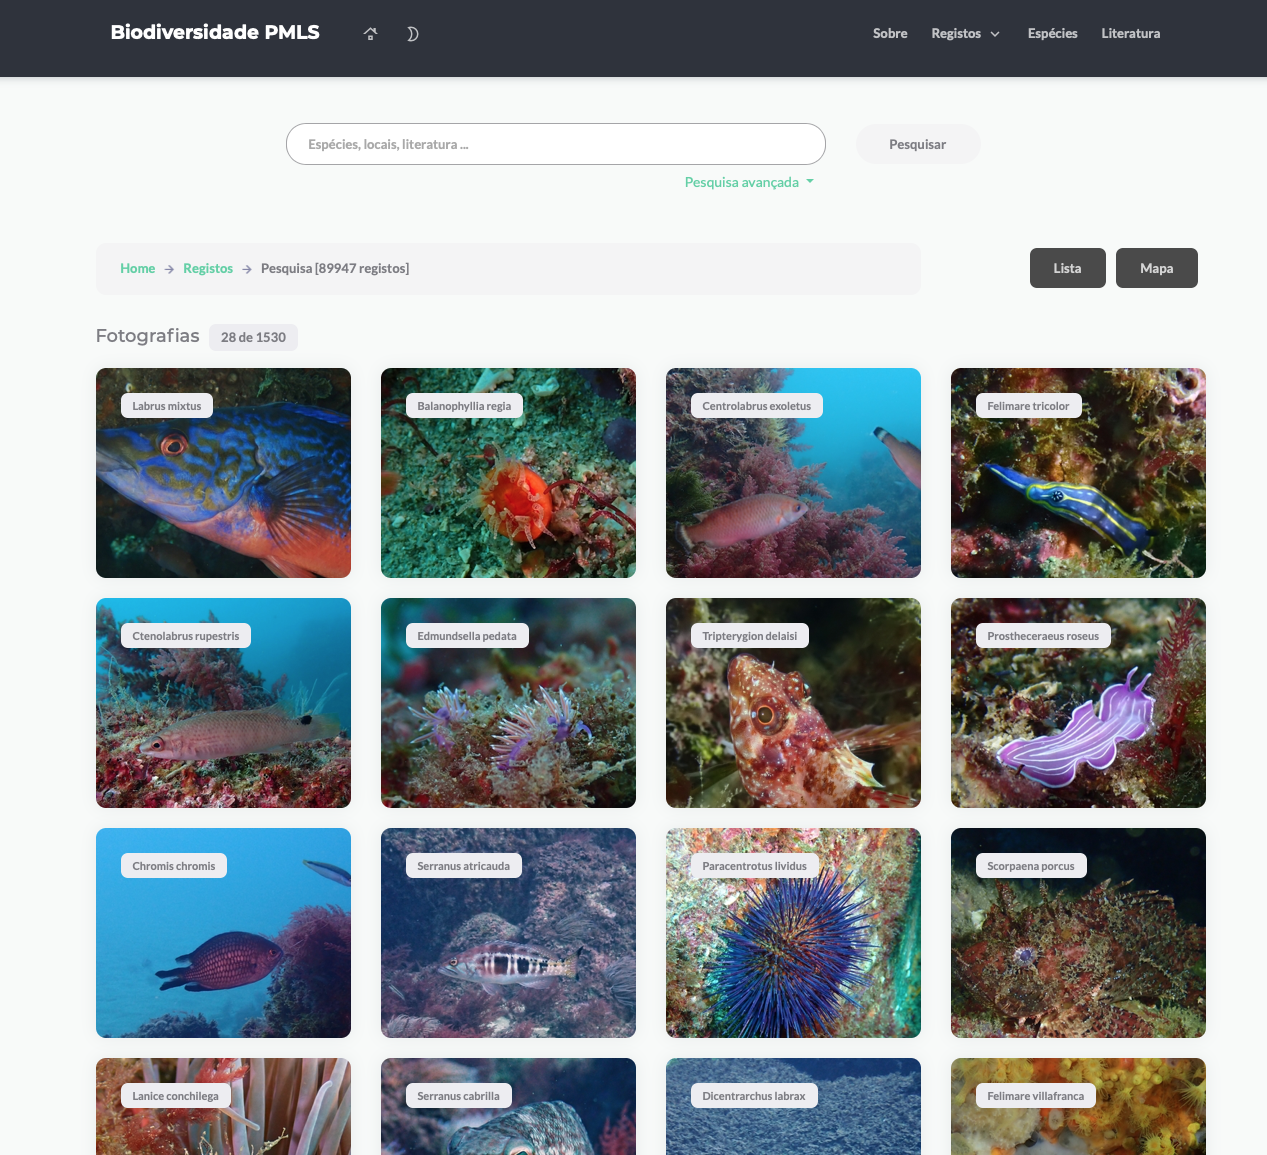 Biodiversidade PMLS
Sobre Registos Espécies Literatura
Espécies, locais, literatura ... Pesquisar
Pesquisa avançada
Home → Registos → Pesquisa [89947 registos] Lista Mapa
Fotografias 28 de 1530
Labrus mixtus Balanophyllia regia Centrolabrus exoletus Felimare tricolor
Ctenolabrus rupestris Edmundsella pedata Tripterygion delaisi Prostheceraeus roseus
Chromis chromis Serranus atricauda Paracentrotus lividus Scorpaena porcus
Lanice conchilega Serranus cabrilla Dicentrarchus labrax Felimare villafranca